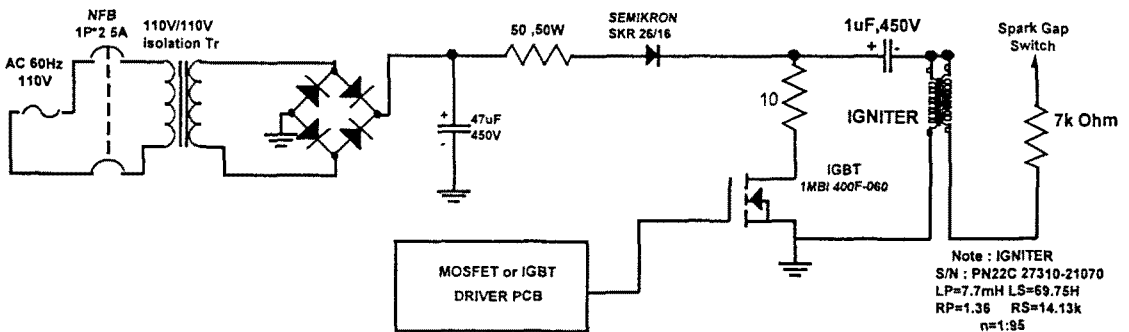 NFB
1P*2 5A
110V/110V
isolation Tr
AC 60Hz
110V
+
47uF
450V
-
50 ,50W
SEMIKRON
SKR 26/16
1uF,450V
+ -
10
IGNITER
Spark Gap
Switch
7k Ohm
IGBT
1MBI 400F-060
MOSFET or IGBT
DRIVER PCB
Note : IGNITER
S/N : PN22C 27310-21070
LP=7.7mH LS=69.75H
RP=1.36 RS=14.13k
n=1:95